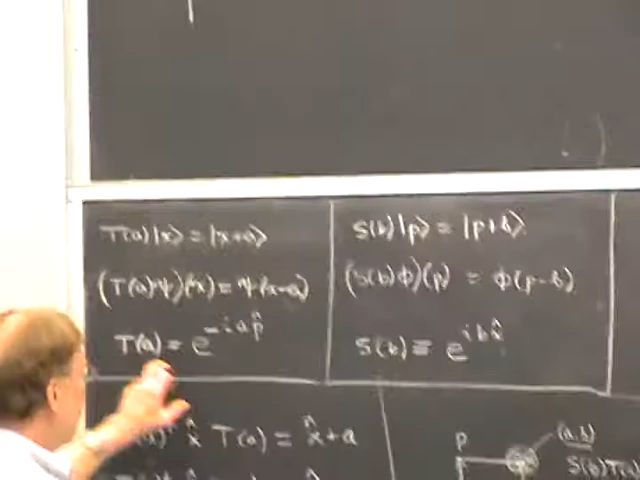 T(a)|x⟩ = |x+a⟩
(T(a)ψ)(x) = ψ(x-a)
T(a) = e^{-iap̂}
S(b)|p⟩ = |p+b⟩
(S(b)ϕ)(p) = ϕ(p-b)
S(b) ≡ e^{ibx̂}
x̂ T(a) = x̂+a
p
(a,b)
S(b)T(a)